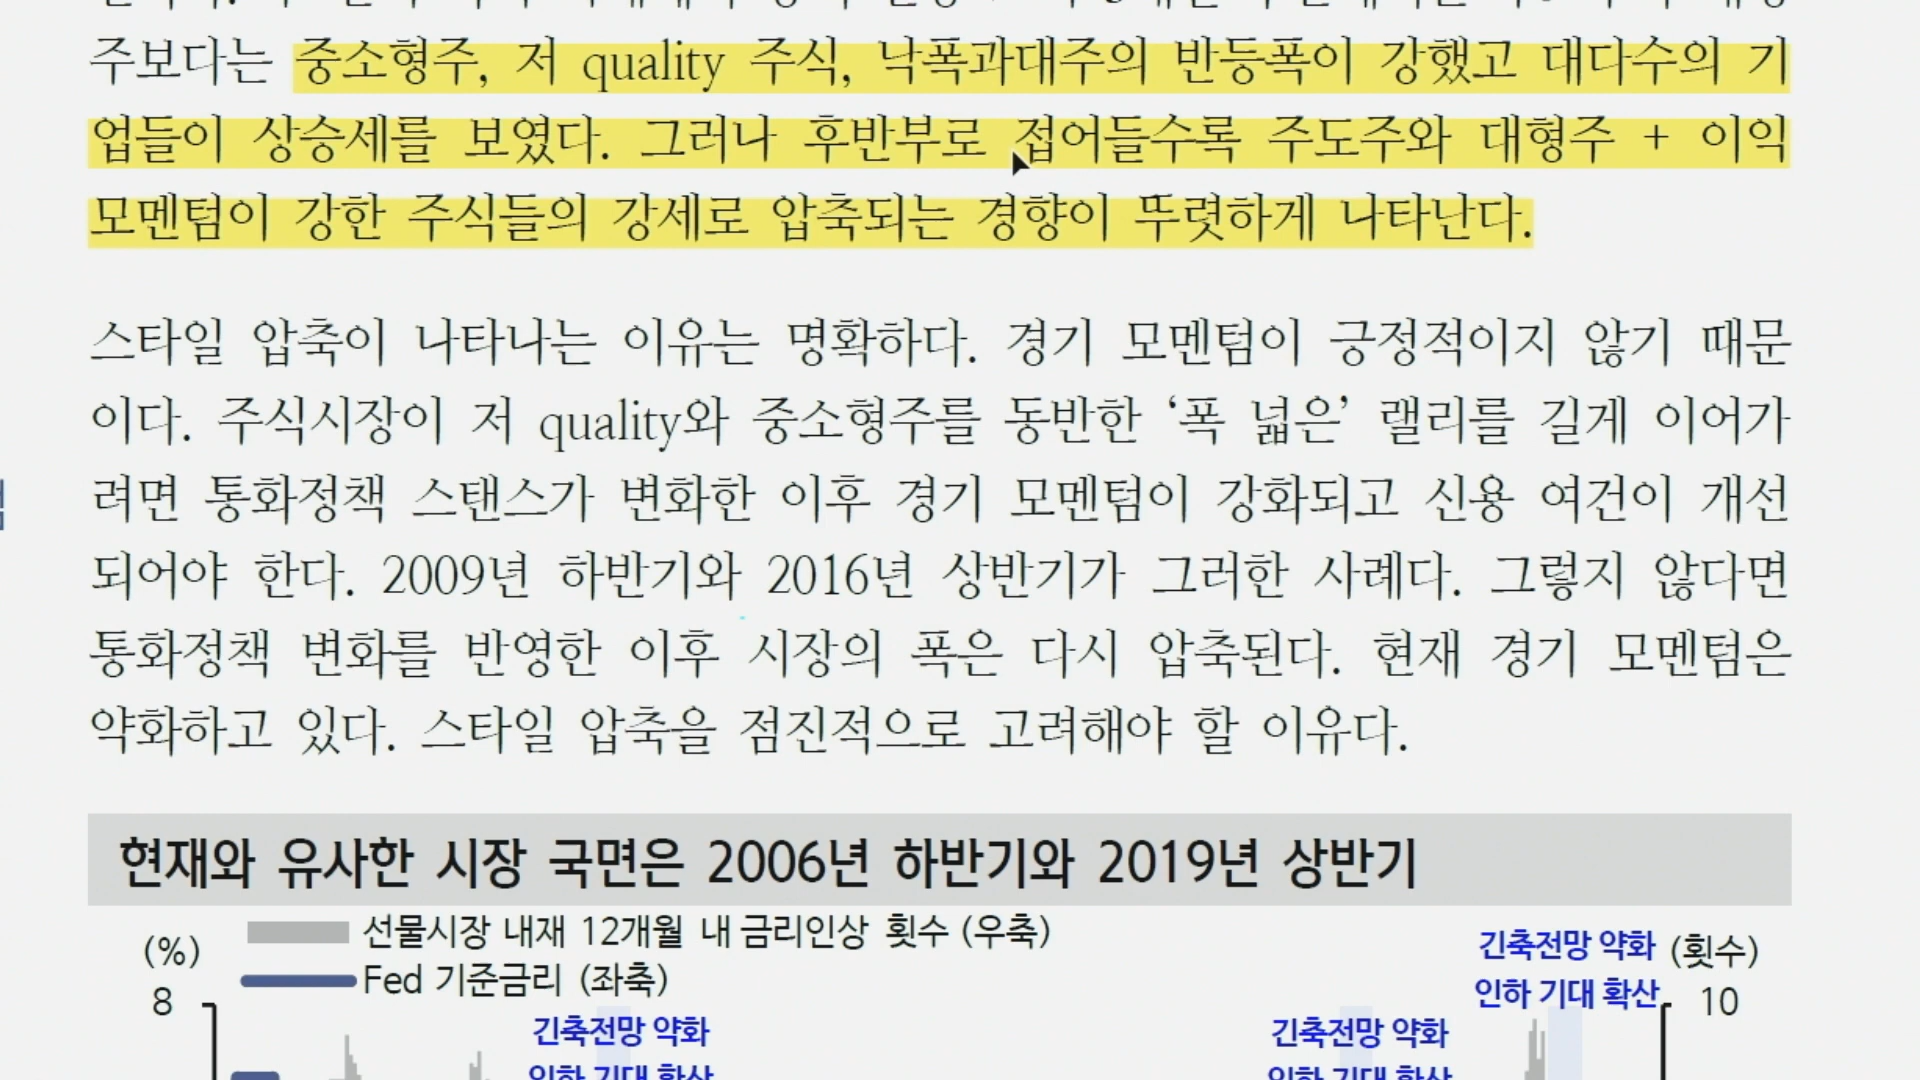 주보다는 중소형주, 저 quality 주식, 낙폭과대주의 반등폭이 강했고 대다수의 기
업들이 상승세를 보였다. 그러나 후반부로 접어들수록 주도주와 대형주 + 이익
모멘텀이 강한 주식들의 강세로 압축되는 경향이 뚜렷하게 나타난다.
스타일 압축이 나타나는 이유는 명확하다. 경기 모멘텀이 긍정적이지 않기 때문
이다. 주식시장이 저 quality와 중소형주를 동반한 ‘폭 넓은’ 랠리를 길게 이어가
려면 통화정책 스탠스가 변화한 이후 경기 모멘텀이 강화되고 신용 여건이 개선
되어야 한다. 2009년 하반기와 2016년 상반기가 그러한 사례다. 그렇지 않다면
통화정책 변화를 반영한 이후 시장의 폭은 다시 압축된다. 현재 경기 모멘텀은
약화하고 있다. 스타일 압축을 점진적으로 고려해야 할 이유다.
현재와 유사한 시장 국면은 2006년 하반기와 2019년 상반기
(%)
선물시장 내재 12개월 내 금리인상 횟수 (우축)
Fed 기준금리 (좌축)
긴축전망 약화
인하 기대 확산
(횟수)
8
10
긴축전망 약화
인하 기대 확산
긴축전망 약화
인하 기대 확산